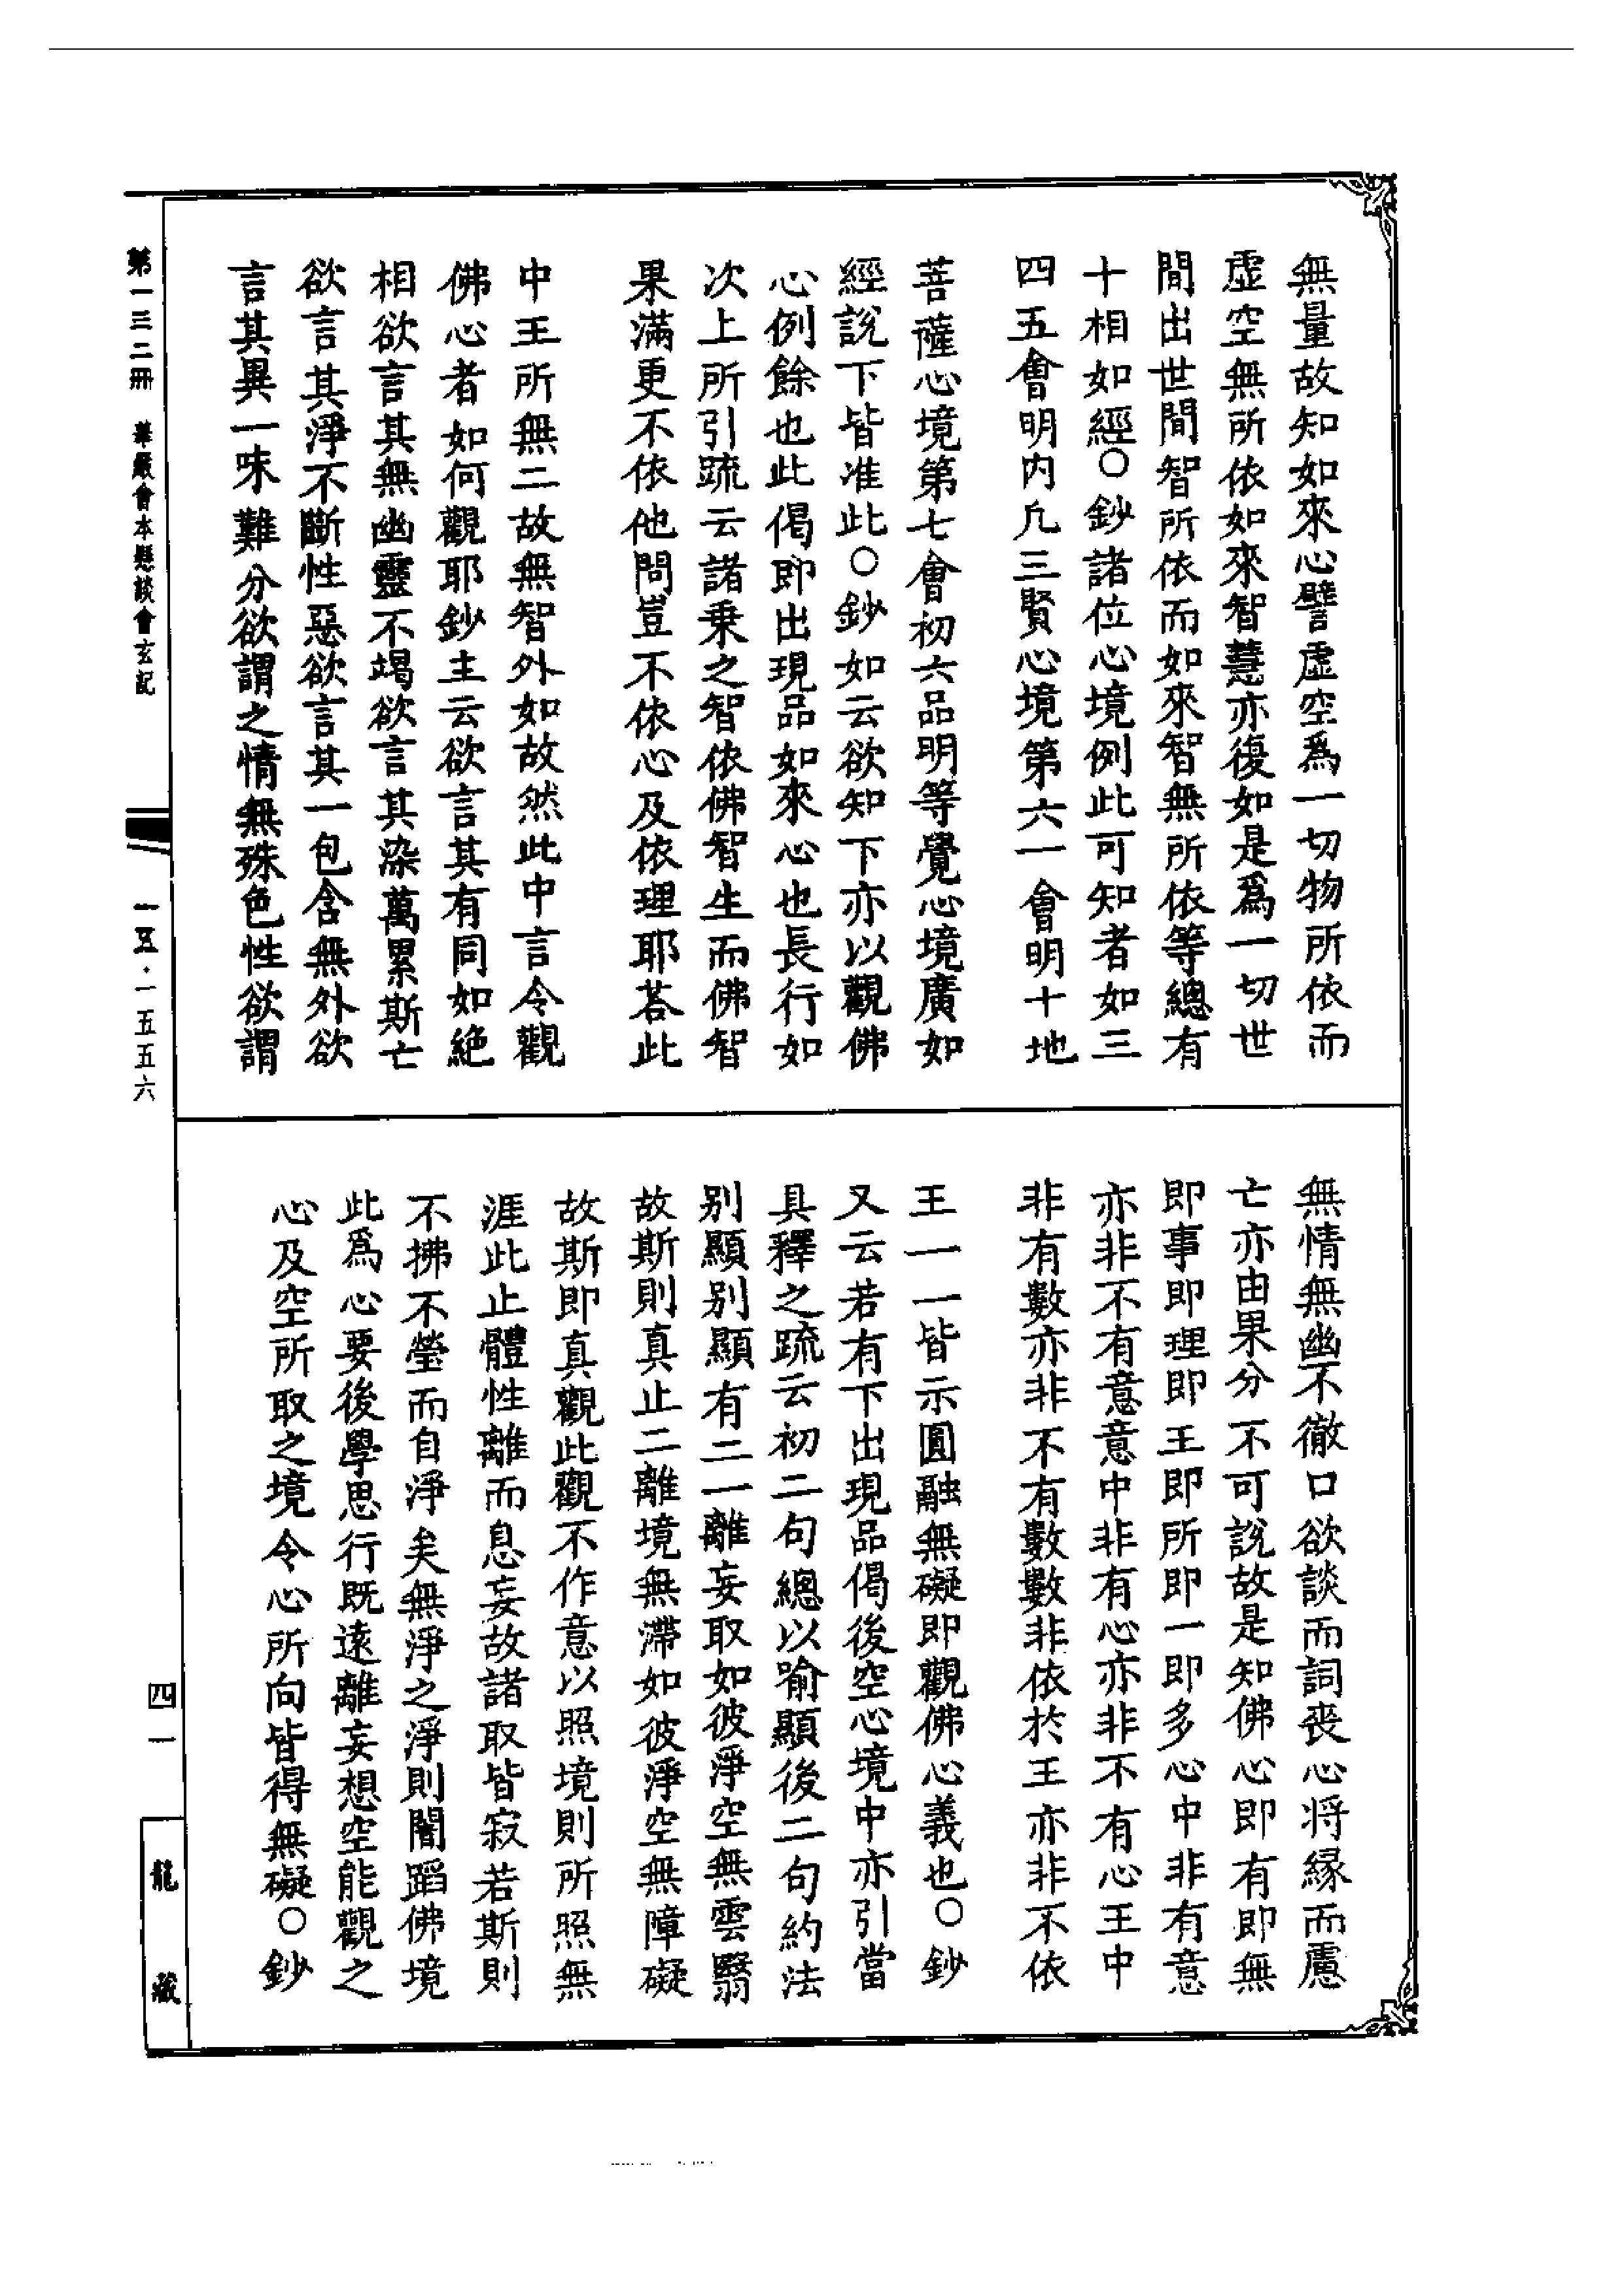 無量故知如來心譬虛空爲一切物所依而
虛空無所依如來智慧亦復如是爲一切世
間出世間智所依而如來智無所依等總有
十相如經○鈔諸位心境例此可知者如三
四五會明内凡三賢心境第六一會明十地
菩薩心境第七會初六品明等覺心境廣如
經說下皆准此○鈔如云欲知下亦以觀佛
心例餘也此偈即出現品如來心也長行如
次上所引疏云諸乗之智依佛智生而佛智
果滿更不依他問豈不依心及依理耶荅此
中王所無二故無智外如故然此中言令觀
佛心者如何觀耶鈔主云欲言其有同如絶
相欲言其無幽靈不竭欲言其染萬累斯亡
欲言其淨不斷性惡欲言其一包含無外欲
言其異一味難分欲謂之情無殊色性欲謂
無情無幽不徹口欲談而詞丧心将縁而慮
亡亦由果分不可說故是知佛心即有即無
即事即理即王即所即一即多心中非有意
亦非不有意意中非有心亦非不有心王中
非有數亦非不有數數非依於王亦非不依
王一一皆示圓融無礙即觀佛心義也○鈔
又云若有下出現品偈後空心境中亦引當
具釋之疏云初二句總以喻顯後二句約法
别顯别顯有二一離妄取如彼淨空無雲翳
故斯則真止二離境無滯如彼淨空無障礙
故斯即真觀此觀不作意以照境則所照無
涯此止體性離而息妄故諸取皆寂若斯則
不拂不瑩而自淨矣無淨之淨則闇蹈佛境
此爲心要後學思行既遠離妄想空能觀之
心及空所取之境令心所向皆得無礙○鈔
第一三二冊　華嚴會本懸談會玄記
一五·一五五六
四一
龍藏